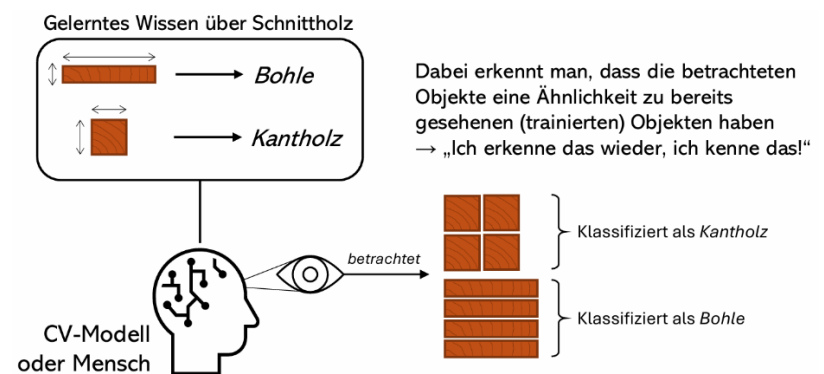 Gelerntes Wissen über Schnittholz
Bohle
Kantholz
Dabei erkennt man, dass die betrachteten
Objekte eine Ähnlichkeit zu bereits
gesehenen (trainierten) Objekten haben
→ „Ich erkenne das wieder, ich kenne das!“
betrachtet
Klassifiziert als Kantholz
Klassifiziert als Bohle
CV-Modell
oder Mensch